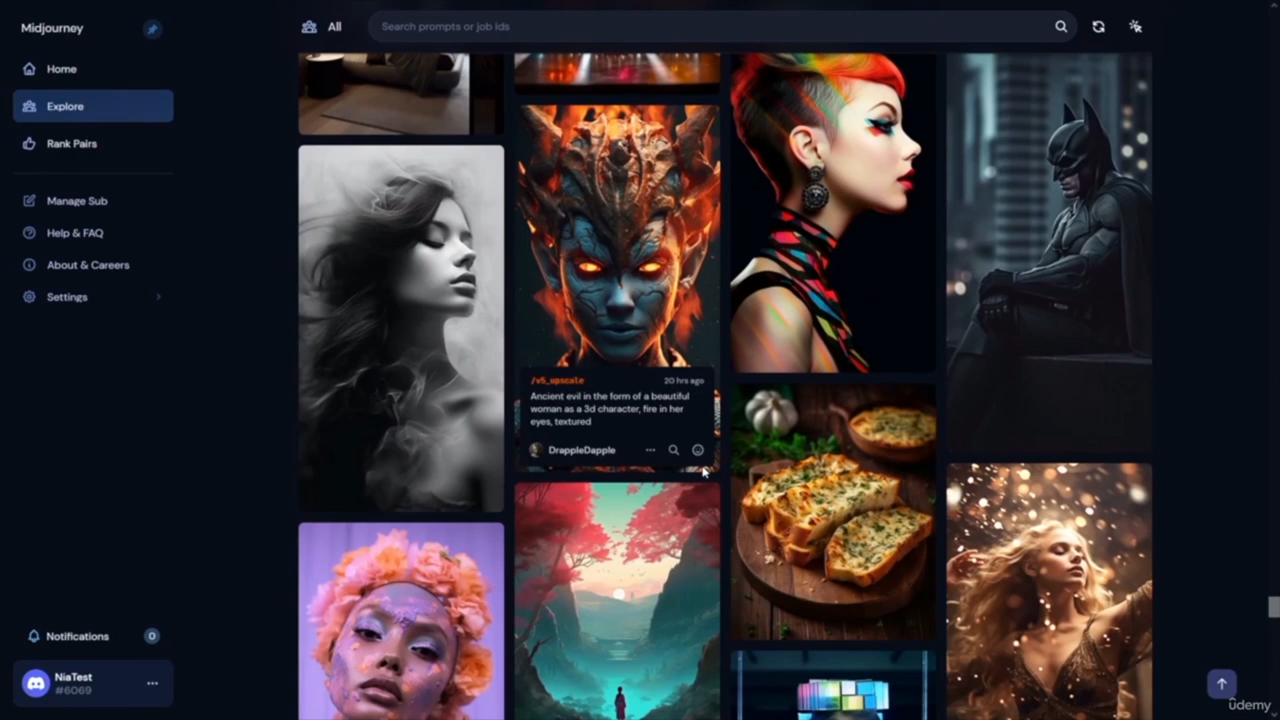 Midjourney
All
Search prompts or job ids
Home
Explore
Rank Pairs
Manage Sub
Help & FAQ
About & Careers
Settings
/v5_upscale
20 hrs ago
Ancient evil in the form of a beautiful
woman as a 3d character, fire in her
eyes, textured
DrappleDapple
Notifications
0
NiaTest
#6069
ûdemy